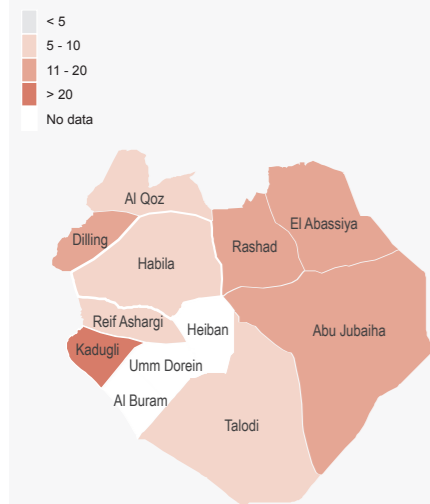 < 5
5 - 10
11 - 20
> 20
No data
Al Qoz
El Abassiya
Dilling
Rashad
Habila
Reif Ashargi
Heiban
Abu Jubaiha
Kadugli
Umm Dorein
Al Buram
Talodi